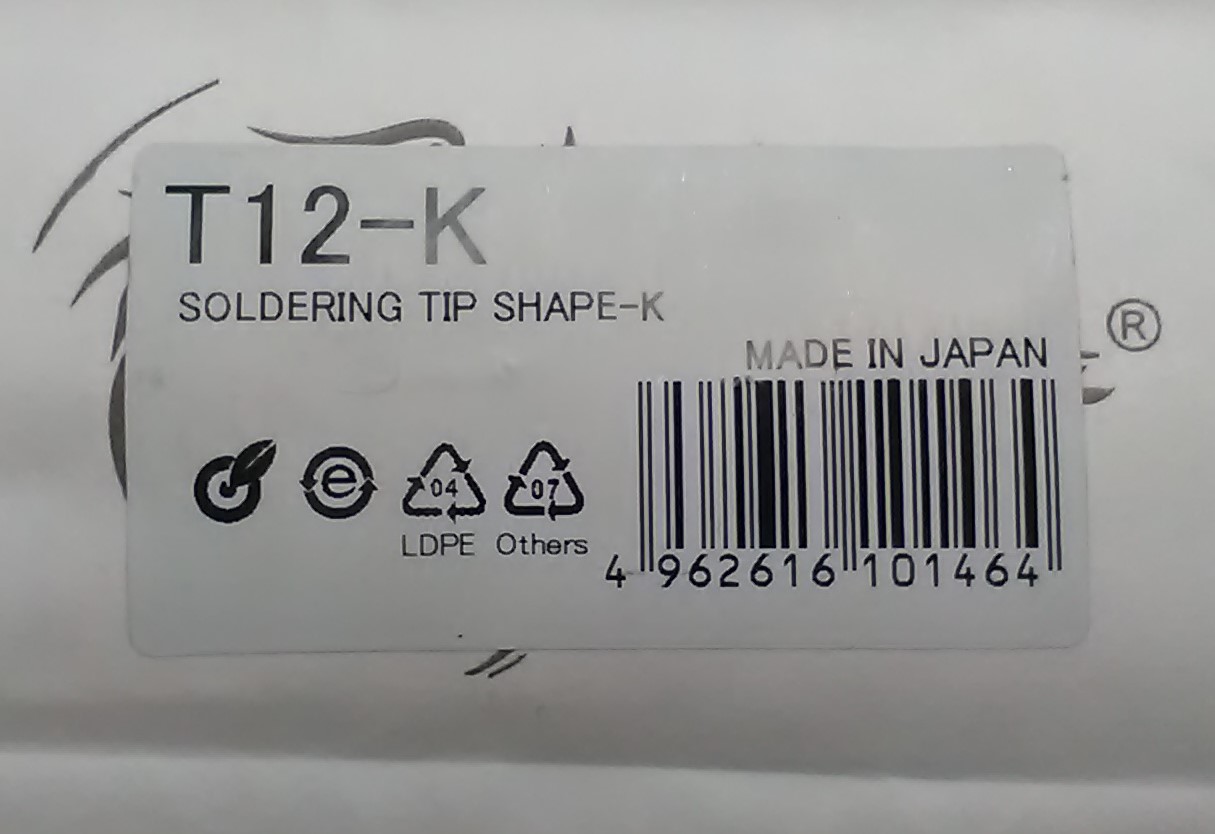 T12-K
SOLDERING TIP SHAPE-K
®
MADE IN JAPAN
e
04
07
LDPE Others
4 962616 101464